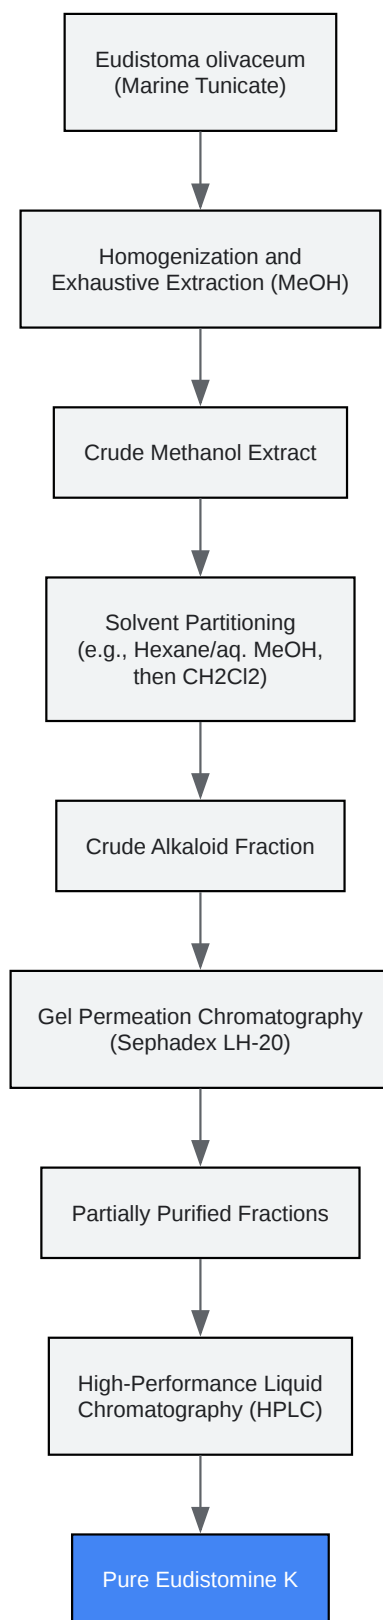 Eudistoma olivaceum
(Marine Tunicate)
Homogenization and
Exhaustive Extraction (MeOH)
Crude Methanol Extract
Solvent Partitioning
(e.g., Hexane/aq. MeOH,
then CH2Cl2)
Crude Alkaloid Fraction
Gel Permeation Chromatography
(Sephadex LH-20)
Partially Purified Fractions
High-Performance Liquid
Chromatography (HPLC)
Pure Eudistomine K